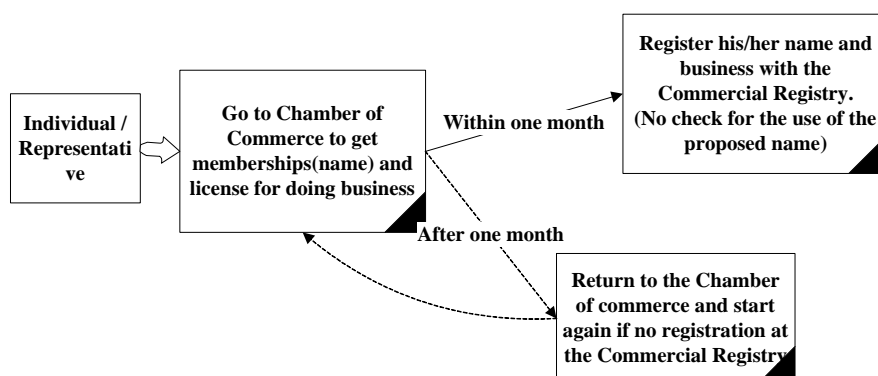 Individual /
Representati
ve
Go to Chamber of
Commerce to get
memberships(name) and
license for doing business
Within one month
Register his/her name and
business with the
Commercial Registry.
(No check for the use of the
proposed name)
After one month
Return to the Chamber
of commerce and start
again if no registration at
the Commercial Registry